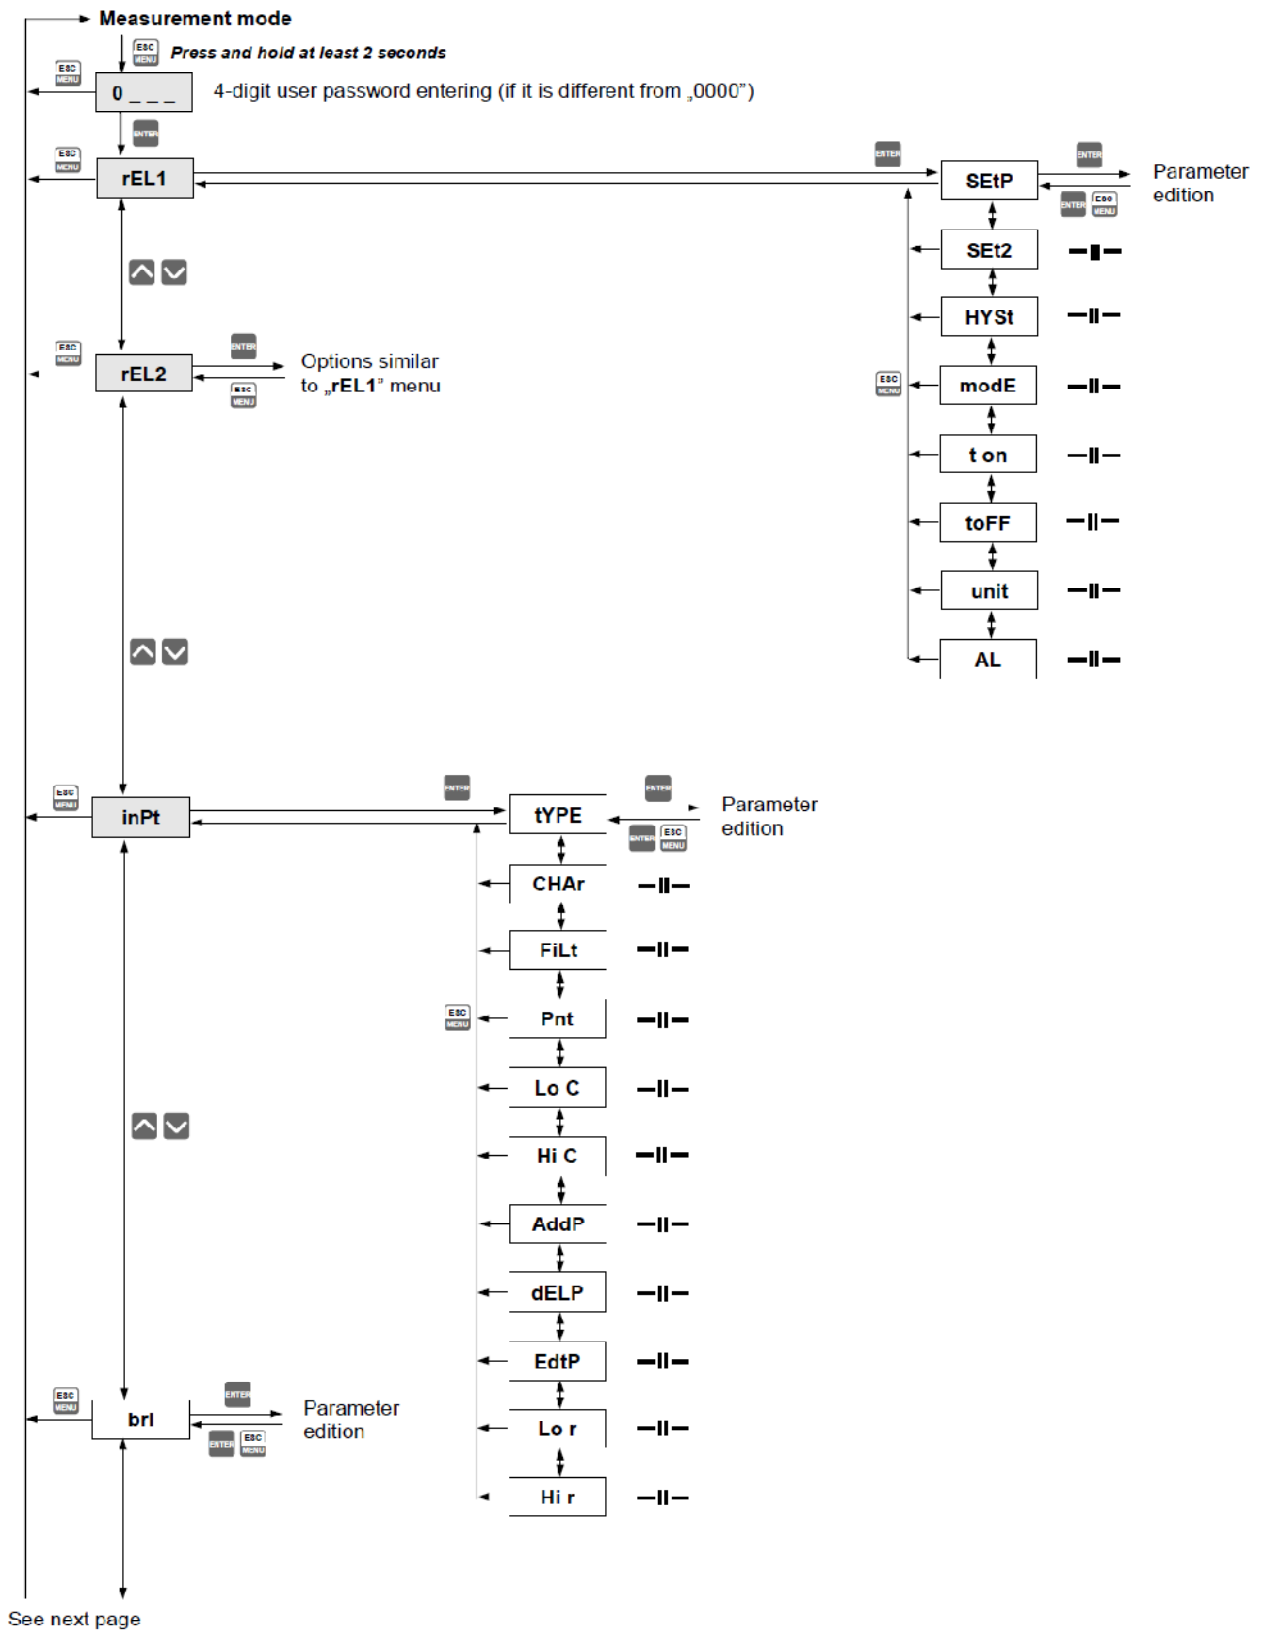 Measurement mode
ESC
MENU
Press and hold at least 2 seconds
ESC
MENU
0 _ _ _
4-digit user password entering (if it is different from „0000”)
ENTER
ESC
MENU
rEL1
ENTER
SEtP
ENTER
ENTER
ESC
MENU
Parameter
edition
SEt2
HYSt
ESC
MENU
rEL2
ENTER
ESC
MENU
Options similar
to „rEL1” menu
ESC
MENU
modE
t on
toFF
unit
AL
ESC
MENU
inPt
ENTER
tYPE
ENTER
ENTER
ESC
MENU
Parameter
edition
CHAr
FiLt
ESC
MENU
Pnt
Lo C
Hi C
AddP
dELP
EdtP
ESC
MENU
brI
ENTER
ENTER
ESC
MENU
Parameter
edition
Lo r
Hi r
See next page